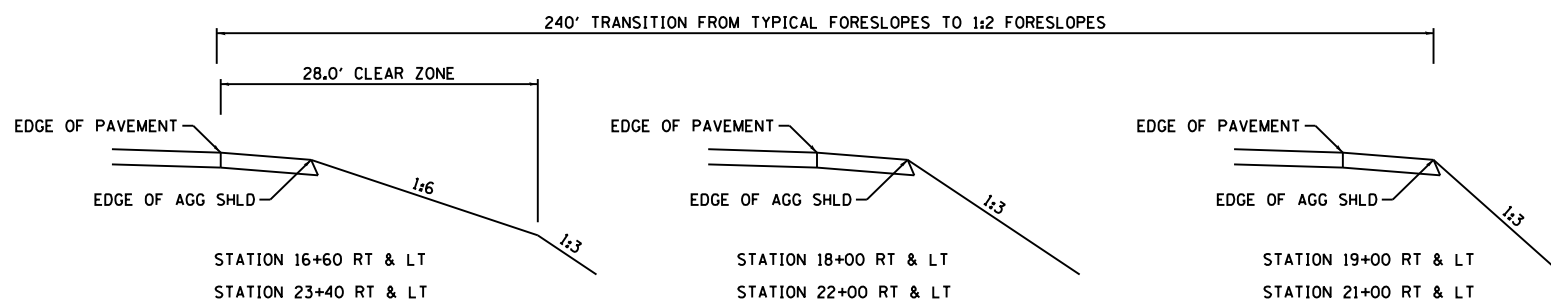 240' TRANSITION FROM TYPICAL FORESLOPES TO 1:2 FORESLOPES
28.0' CLEAR ZONE
EDGE OF PAVEMENT
EDGE OF AGG SHLD
1:6
1:3
STATION 16+60 RT & LT
STATION 23+40 RT & LT
EDGE OF PAVEMENT
EDGE OF AGG SHLD
1:3
STATION 18+00 RT & LT
STATION 22+00 RT & LT
EDGE OF PAVEMENT
EDGE OF AGG SHLD
1:3
STATION 19+00 RT & LT
STATION 21+00 RT & LT